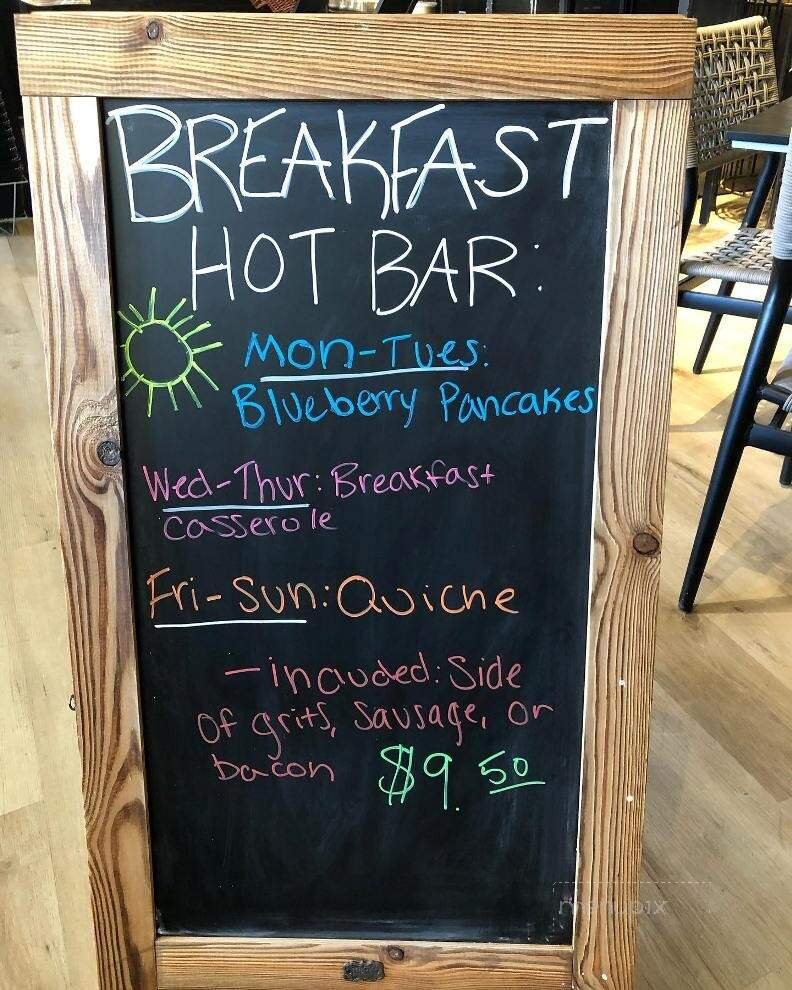 BREAKFAST
HOT BAR:
Mon-Tues:
Blueberry Pancakes
Wed-Thur: Breakfast
casserole
Fri-Sun: Quiche
- incuded: Side
of grits, Sausage, or
bacon $9.50
menupix